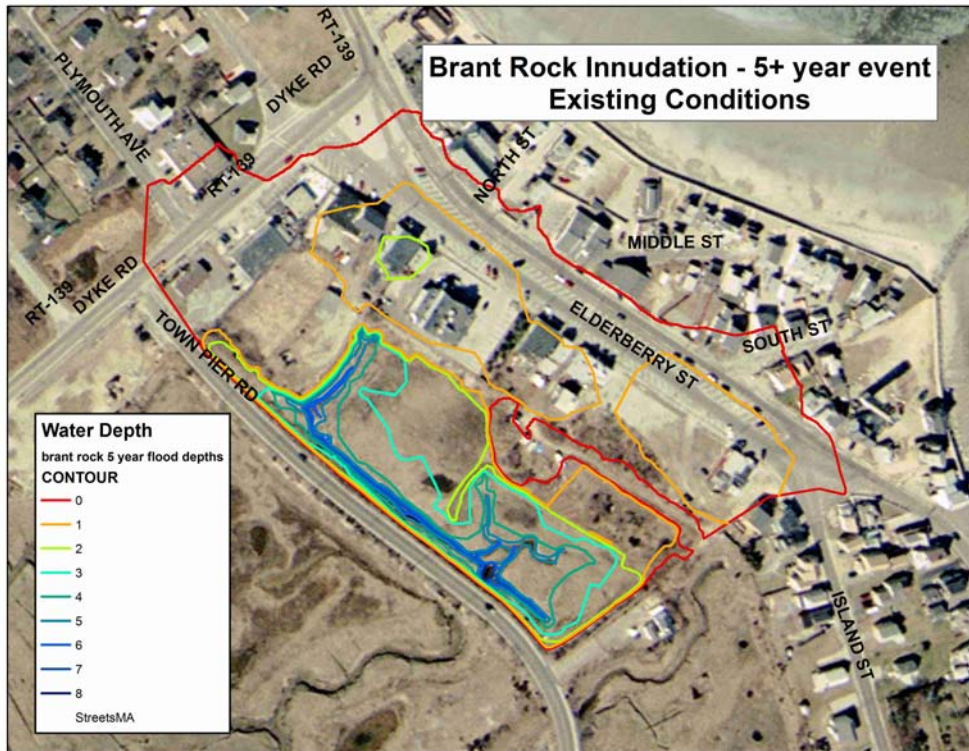 Brant Rock Innudation - 5+ year event
Existing Conditions
RT-139
DYKE RD
PLYMOUTH AVE
RT-139
NORTH ST
MIDDLE ST
RT-139
DYKE RD
ELDERBERRY ST
SOUTH ST
TOWN PIER RD
ISLAND ST
Water Depth
brant rock 5 year flood depths
CONTOUR
0
1
2
3
4
5
6
7
8
StreetsMA